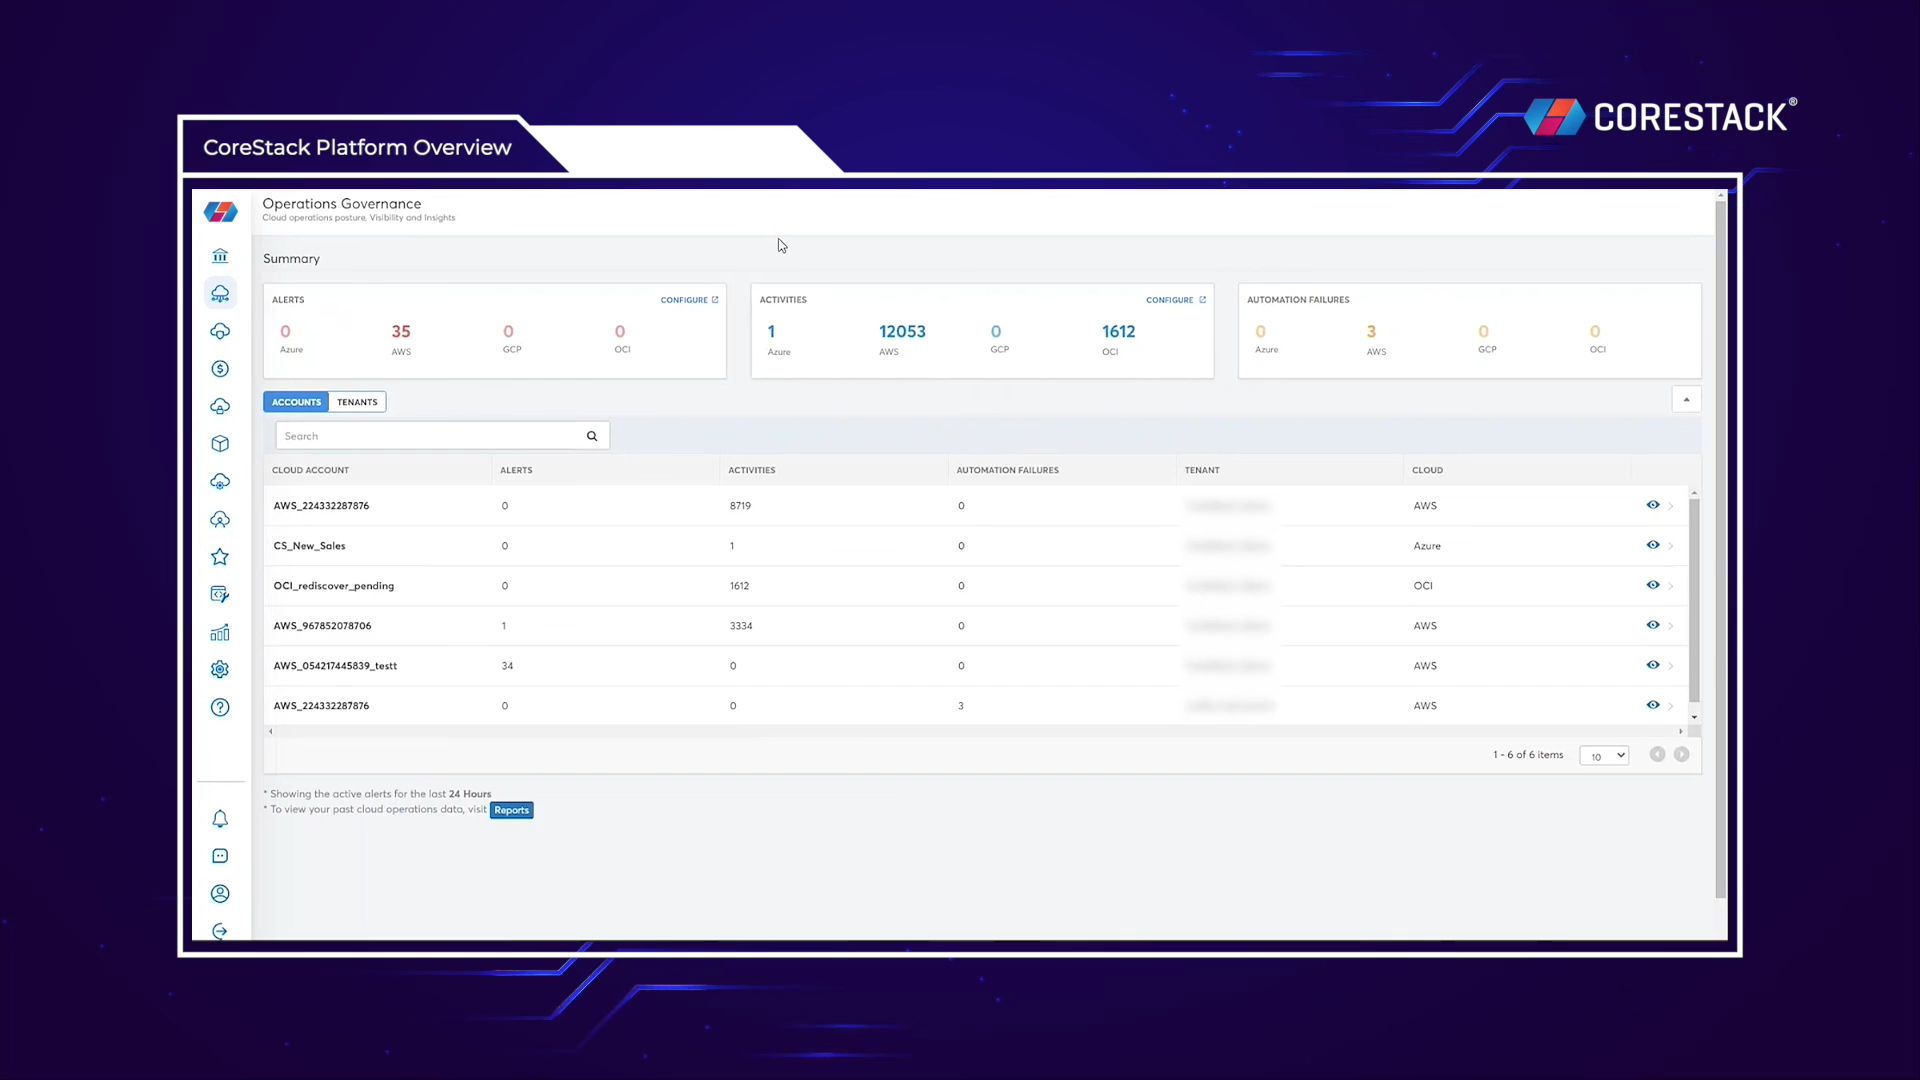 CORESTACK®
CoreStack Platform Overview
Operations Governance
Cloud operations posture, Visibility and Insights
Summary
ALERTS CONFIGURE
0 35 0 0
Azure AWS GCP OCI
ACTIVITIES CONFIGURE
1 12053 0 1612
Azure AWS GCP OCI
AUTOMATION FAILURES
0 3 0 0
Azure AWS GCP OCI
ACCOUNTS TENANTS
Search
CLOUD ACCOUNT ALERTS ACTIVITIES AUTOMATION FAILURES TENANT CLOUD
AWS_224332287876 0 8719 0 AWS
CS_New_Sales 0 1 0 Azure
OCI_rediscover_pending 0 1612 0 OCI
AWS_967852078706 1 3334 0 AWS
AWS_054217445839_testt 34 0 0 AWS
AWS_224332287876 0 0 3 AWS
1 - 6 of 6 items 10
* Showing the active alerts for the last 24 Hours
* To view your past cloud operations data, visit Reports